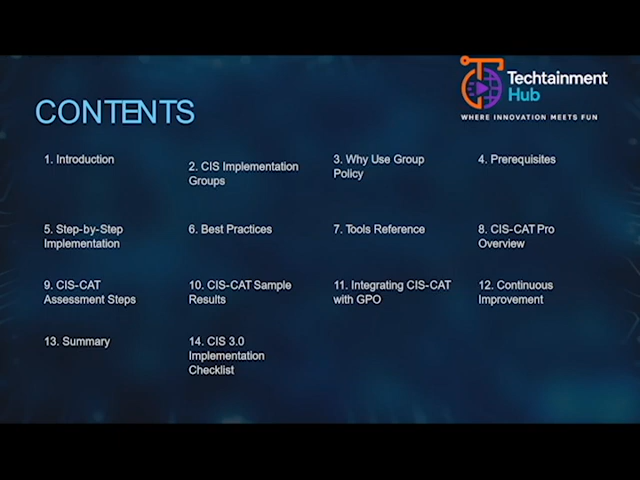 Techtainment
Hub
WHERE INNOVATION MEETS FUN
CONTENTS
1. Introduction
2. CIS Implementation
Groups
3. Why Use Group
Policy
4. Prerequisites
5. Step-by-Step
Implementation
6. Best Practices
7. Tools Reference
8. CIS-CAT Pro
Overview
9. CIS-CAT
Assessment Steps
10. CIS-CAT Sample
Results
11. Integrating CIS-CAT
with GPO
12. Continuous
Improvement
13. Summary
14. CIS 3.0
Implementation
Checklist